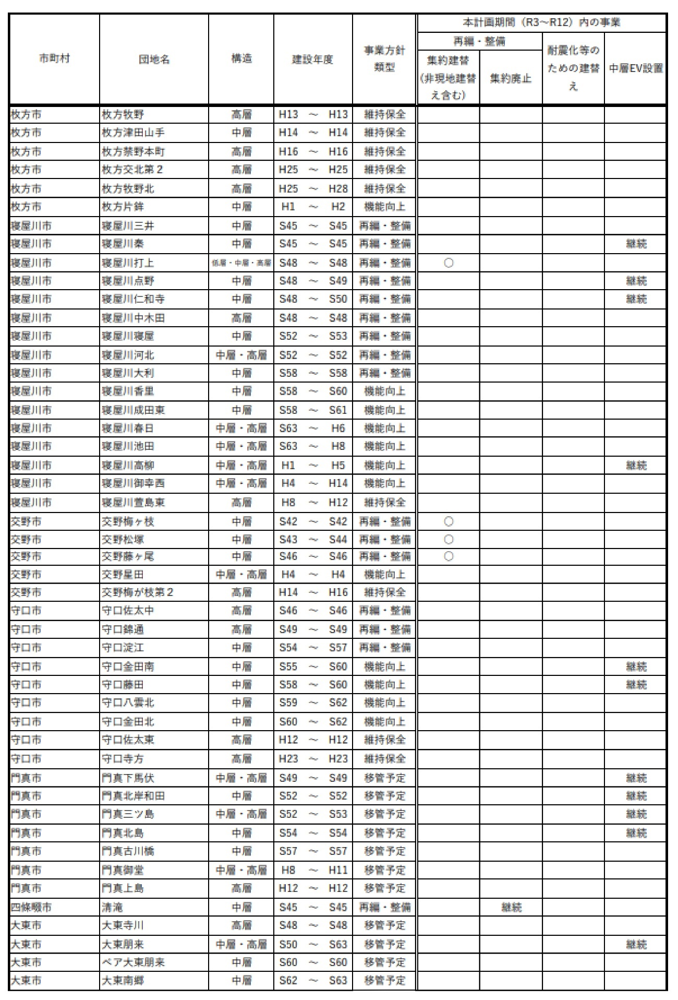 市町村 団地名 構造 建設年度 事業方針類型 本計画期間（R3～R12）内の事業
再編・整備 耐震化等のための建替え 中層EV設置
集約建替(非現地建替え含む) 集約廃止
枚方市 枚方牧野 高層 H13 ～ H13 維持保全
枚方市 枚方津田山手 中層 H14 ～ H14 維持保全
枚方市 枚方禁野本町 高層 H16 ～ H16 維持保全
枚方市 枚方交北第２ 高層 H25 ～ H25 維持保全
枚方市 枚方牧野北 高層 H25 ～ H28 維持保全
枚方市 枚方片鉾 中層 H1 ～ H2 機能向上
寝屋川市 寝屋川三井 中層 S45 ～ S45 再編・整備
寝屋川市 寝屋川秦 中層 S45 ～ S45 再編・整備 継続
寝屋川市 寝屋川打上 低層・中層・高層 S48 ～ S48 再編・整備 ○
寝屋川市 寝屋川点野 中層 S48 ～ S49 再編・整備 継続
寝屋川市 寝屋川仁和寺 中層 S48 ～ S50 再編・整備 継続
寝屋川市 寝屋川中木田 高層 S48 ～ S48 再編・整備
寝屋川市 寝屋川寝屋 中層 S52 ～ S53 再編・整備
寝屋川市 寝屋川河北 中層・高層 S52 ～ S52 再編・整備
寝屋川市 寝屋川大利 中層 S58 ～ S58 再編・整備
寝屋川市 寝屋川香里 中層 S58 ～ S60 機能向上
寝屋川市 寝屋川成田東 中層 S58 ～ S61 機能向上
寝屋川市 寝屋川春日 中層・高層 S63 ～ H6 機能向上
寝屋川市 寝屋川池田 中層・高層 S63 ～ H8 機能向上
寝屋川市 寝屋川高柳 中層・高層 H1 ～ H5 機能向上 継続
寝屋川市 寝屋川御幸西 中層・高層 H4 ～ H14 機能向上
寝屋川市 寝屋川萱島東 高層 H8 ～ H12 維持保全
交野市 交野梅ヶ枝 中層 S42 ～ S42 再編・整備 ○
交野市 交野松塚 中層 S43 ～ S44 再編・整備 ○
交野市 交野藤ヶ尾 中層 S46 ～ S46 再編・整備 ○
交野市 交野星田 中層・高層 H4 ～ H4 機能向上
交野市 交野梅が枝第２ 高層 H14 ～ H16 維持保全
守口市 守口佐太中 高層 S46 ～ S46 再編・整備
守口市 守口錦通 高層 S49 ～ S49 再編・整備
守口市 守口淀江 中層 S54 ～ S57 再編・整備
守口市 守口金田南 中層 S55 ～ S60 機能向上 継続
守口市 守口藤田 中層 S58 ～ S60 機能向上 継続
守口市 守口八雲北 中層 S59 ～ S62 機能向上
守口市 守口金田北 中層 S60 ～ S62 機能向上
守口市 守口佐太東 高層 H12 ～ H12 維持保全
守口市 守口寺方 高層 H23 ～ H23 維持保全
門真市 門真下馬伏 中層・高層 S49 ～ S49 移管予定 継続
門真市 門真北岸和田 中層 S52 ～ S52 移管予定 継続
門真市 門真三ツ島 中層・高層 S52 ～ S53 移管予定 継続
門真市 門真北島 中層 S54 ～ S54 移管予定 継続
門真市 門真古川橋 中層 S57 ～ S57 移管予定
門真市 門真御堂 中層・高層 H8 ～ H11 移管予定
門真市 門真上島 高層 H12 ～ H12 移管予定
四條畷市 清滝 中層 S45 ～ S45 再編・整備 継続
大東市 大東寺川 高層 S48 ～ S48 移管予定
大東市 大東朋来 中層・高層 S50 ～ S63 移管予定 継続
大東市 ペア大東朋来 中層 S60 ～ S60 移管予定
大東市 大東南郷 中層 S62 ～ S63 移管予定